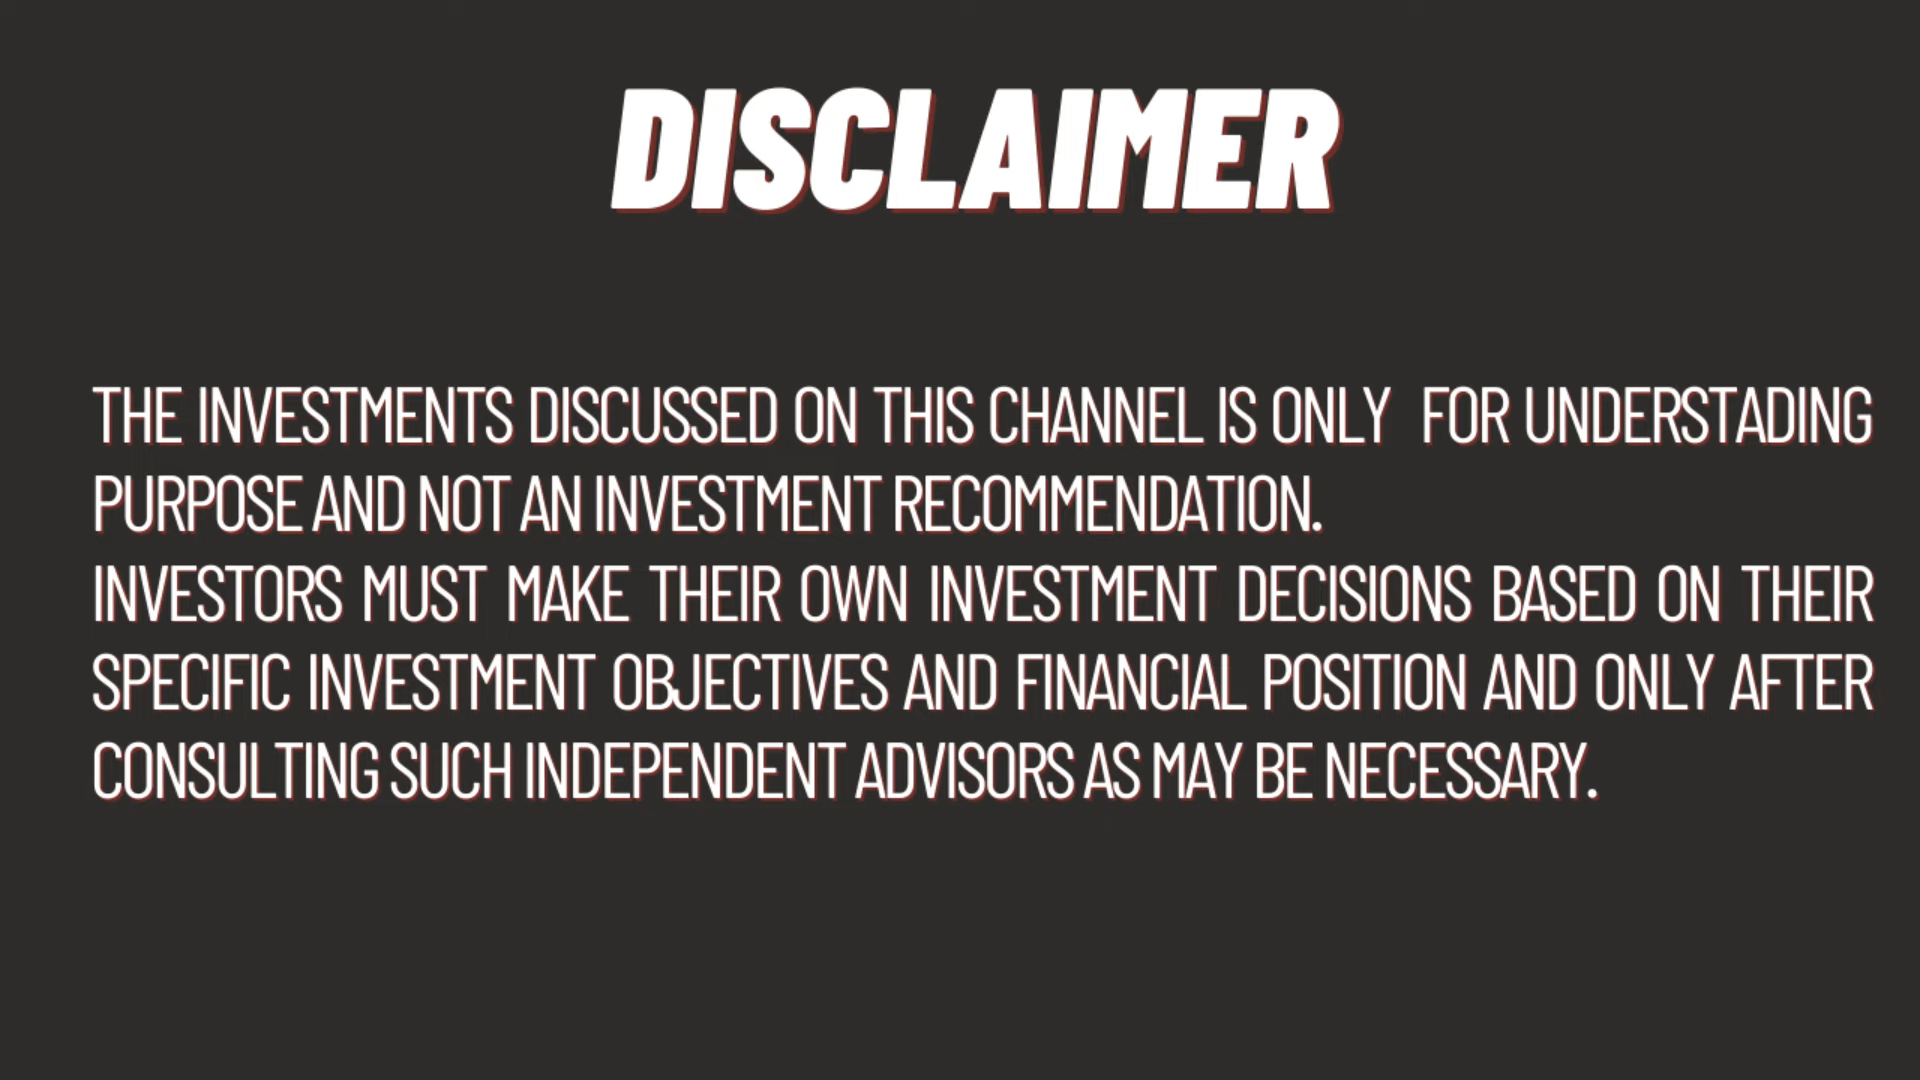 DISCLAIMER
THE INVESTMENTS DISCUSSED ON THIS CHANNEL IS ONLY FOR UNDERSTADING
PURPOSE AND NOT AN INVESTMENT RECOMMENDATION.
INVESTORS MUST MAKE THEIR OWN INVESTMENT DECISIONS BASED ON THEIR
SPECIFIC INVESTMENT OBJECTIVES AND FINANCIAL POSITION AND ONLY AFTER
CONSULTING SUCH INDEPENDENT ADVISORS AS MAY BE NECESSARY.